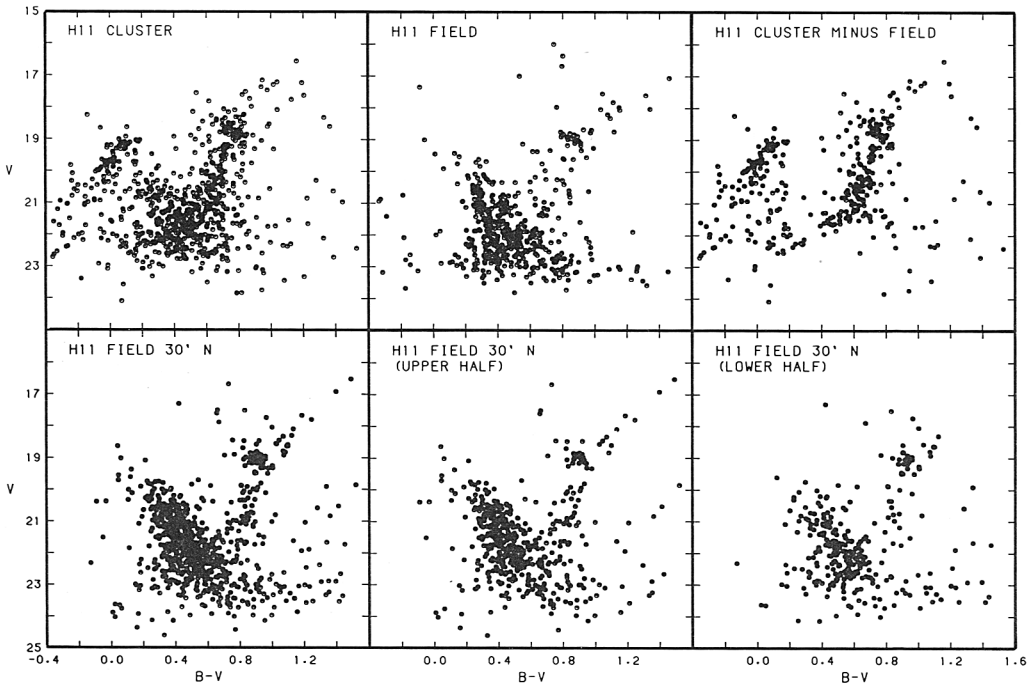 15
H11 CLUSTER
H11 FIELD
H11 CLUSTER MINUS FIELD
17
19
V
21
23
H11 FIELD 30' N
H11 FIELD 30' N
(UPPER HALF)
H11 FIELD 30' N
(LOWER HALF)
17
19
V
21
23
25
-0.4 0.0 0.4 0.8 1.2 0.0 0.4 0.8 1.2 0.0 0.4 0.8 1.2 1.6
B-V B-V B-V